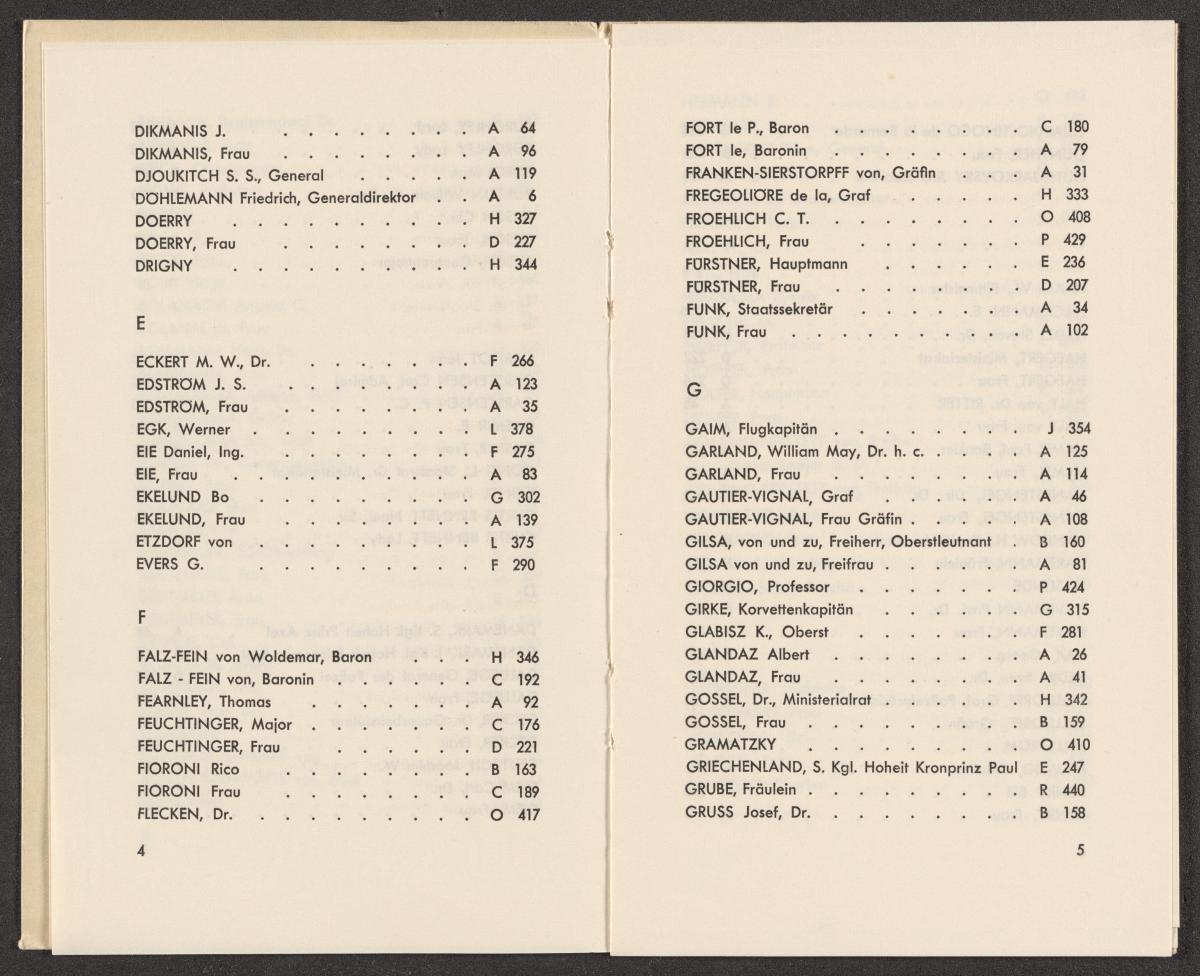 DIKMANIS J. . . . . . . . . A 64
DIKMANIS, Frau . . . . . . . . A 96
DJOUKITCH S. S., General . . . . . A 119
DÖHLEMANN Friedrich, Generaldirektor . . A 6
DOERRY . . . . . . . . . . H 327
DOERRY, Frau . . . . . . . . D 227
DRIGNY . . . . . . . . . . H 344
E
ECKERT M. W., Dr. . . . . . . . F 266
EDSTRÖM J. S. . . . . . . . . A 123
EDSTRÖM, Frau . . . . . . . . A 35
EGK, Werner . . . . . . . . . L 378
EIE Daniel, Ing. . . . . . . . . F 275
EIE, Frau . . . . . . . . . . A 83
EKELUND Bo . . . . . . . . . G 302
EKELUND, Frau . . . . . . . . A 139
ETZDORF von . . . . . . . . . L 375
EVERS G. . . . . . . . . . F 290
F
FALZ-FEIN von Woldemar, Baron . . . H 346
FALZ - FEIN von, Baronin . . . . . . C 192
FEARNLEY, Thomas . . . . . . . A 92
FEUCHTINGER, Major . . . . . . . C 176
FEUCHTINGER, Frau . . . . . . . D 221
FIORONI Rico . . . . . . . . B 163
FIORONI Frau . . . . . . . . C 189
FLECKEN, Dr. . . . . . . . . . O 417
4
FORT le P., Baron . . . . . . . . C 180
FORT le, Baronin . . . . . . . . A 79
FRANKEN-SIERSTORPFF von, Gräfin . . . . A 31
FREGEOLIÖRE de la, Graf . . . . . . H 333
FROEHLICH C. T. . . . . . . . . O 408
FROEHLICH, Frau . . . . . . . P 429
FÜRSTNER, Hauptmann . . . . . . E 236
FÜRSTNER, Frau . . . . . . . . D 207
FUNK, Staatssekretär . . . . . . . A 34
FUNK, Frau . . . . . . . . . . A 102
G
GAIM, Flugkapitän . . . . . . . . J 354
GARLAND, William May, Dr. h. c. . . . . A 125
GARLAND, Frau . . . . . . . . A 114
GAUTIER-VIGNAL, Graf . . . . . . A 46
GAUTIER-VIGNAL, Frau Gräfin . . . . . A 108
GILSA, von und zu, Freiherr, Oberstleutnant . B 160
GILSA von und zu, Freifrau . . . . . . A 81
GIORGIO, Professor . . . . . . . P 424
GIRKE, Korvettenkapitän . . . . . . G 315
GLABISZ K., Oberst . . . . . . . F 281
GLANDAZ Albert . . . . . . . . A 26
GLANDAZ, Frau . . . . . . . . A 41
GOSSEL, Dr., Ministerialrat . . . . . . H 342
GOSSEL, Frau . . . . . . . . . B 159
GRAMATZKY . . . . . . . . . O 410
GRIECHENLAND, S. Kgl. Hoheit Kronprinz Paul E 247
GRUBE, Fräulein . . . . . . . . . R 440
GRUSS Josef, Dr. . . . . . . . . B 158
5